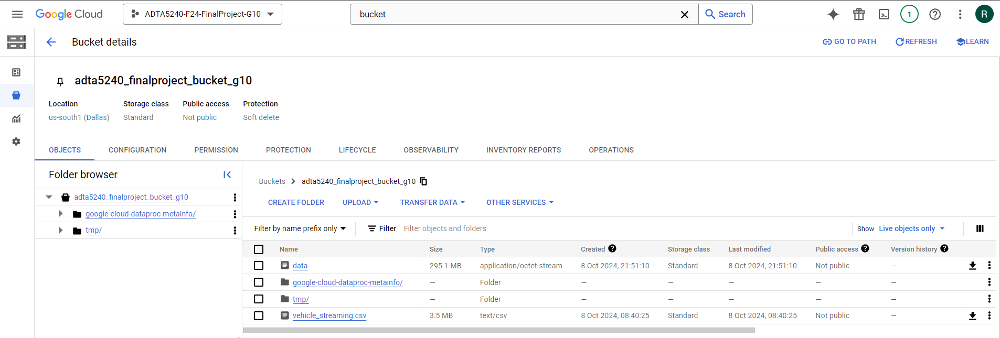 Google Cloud
ADTA5240-F24-FinalProject-G10
bucket
Search
1
R
Bucket details
GO TO PATH
REFRESH
LEARN
adta5240_finalproject_bucket_g10
Location Storage class Public access Protection
us-south1 (Dallas) Standard Not public Soft delete
OBJECTS CONFIGURATION PERMISSION PROTECTION LIFECYCLE OBSERVABILITY INVENTORY REPORTS OPERATIONS
Folder browser
adta5240_finalproject_bucket_g10
google-cloud-dataproc-metainfo/
tmp/
Buckets adta5240_finalproject_bucket_g10
CREATE FOLDER UPLOAD TRANSFER DATA OTHER SERVICES
Filter by name prefix only Filter Filter objects and folders Show Live objects only
Name Size Type Created Storage class Last modified Public access Version history
data 295.1 MB application/octet-stream 8 Oct 2024, 21:51:10 Standard 8 Oct 2024, 21:51:10 Not public —
google-cloud-dataproc-metainfo/ — Folder — — — — —
tmp/ — Folder — — — — —
vehicle_streaming.csv 3.5 MB text/csv 8 Oct 2024, 08:40:25 Standard 8 Oct 2024, 08:40:25 Not public —